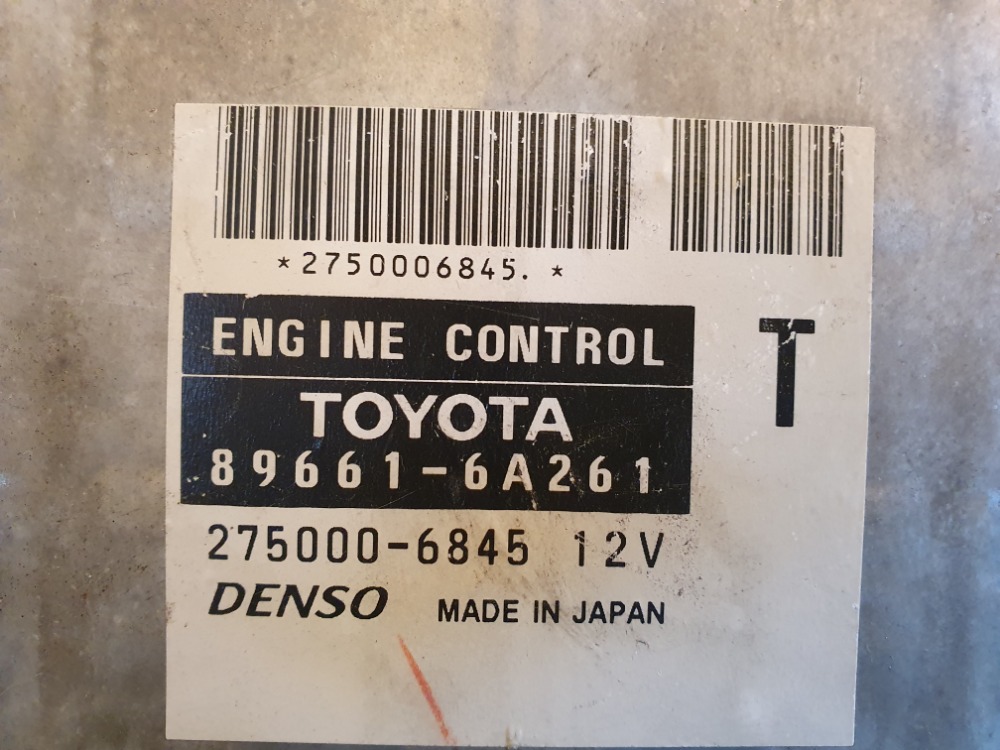 *2750006845. *
ENGINE CONTROL
T
TOYOTA
89661-6A261
275000-6845 12V
DENSO MADE IN JAPAN